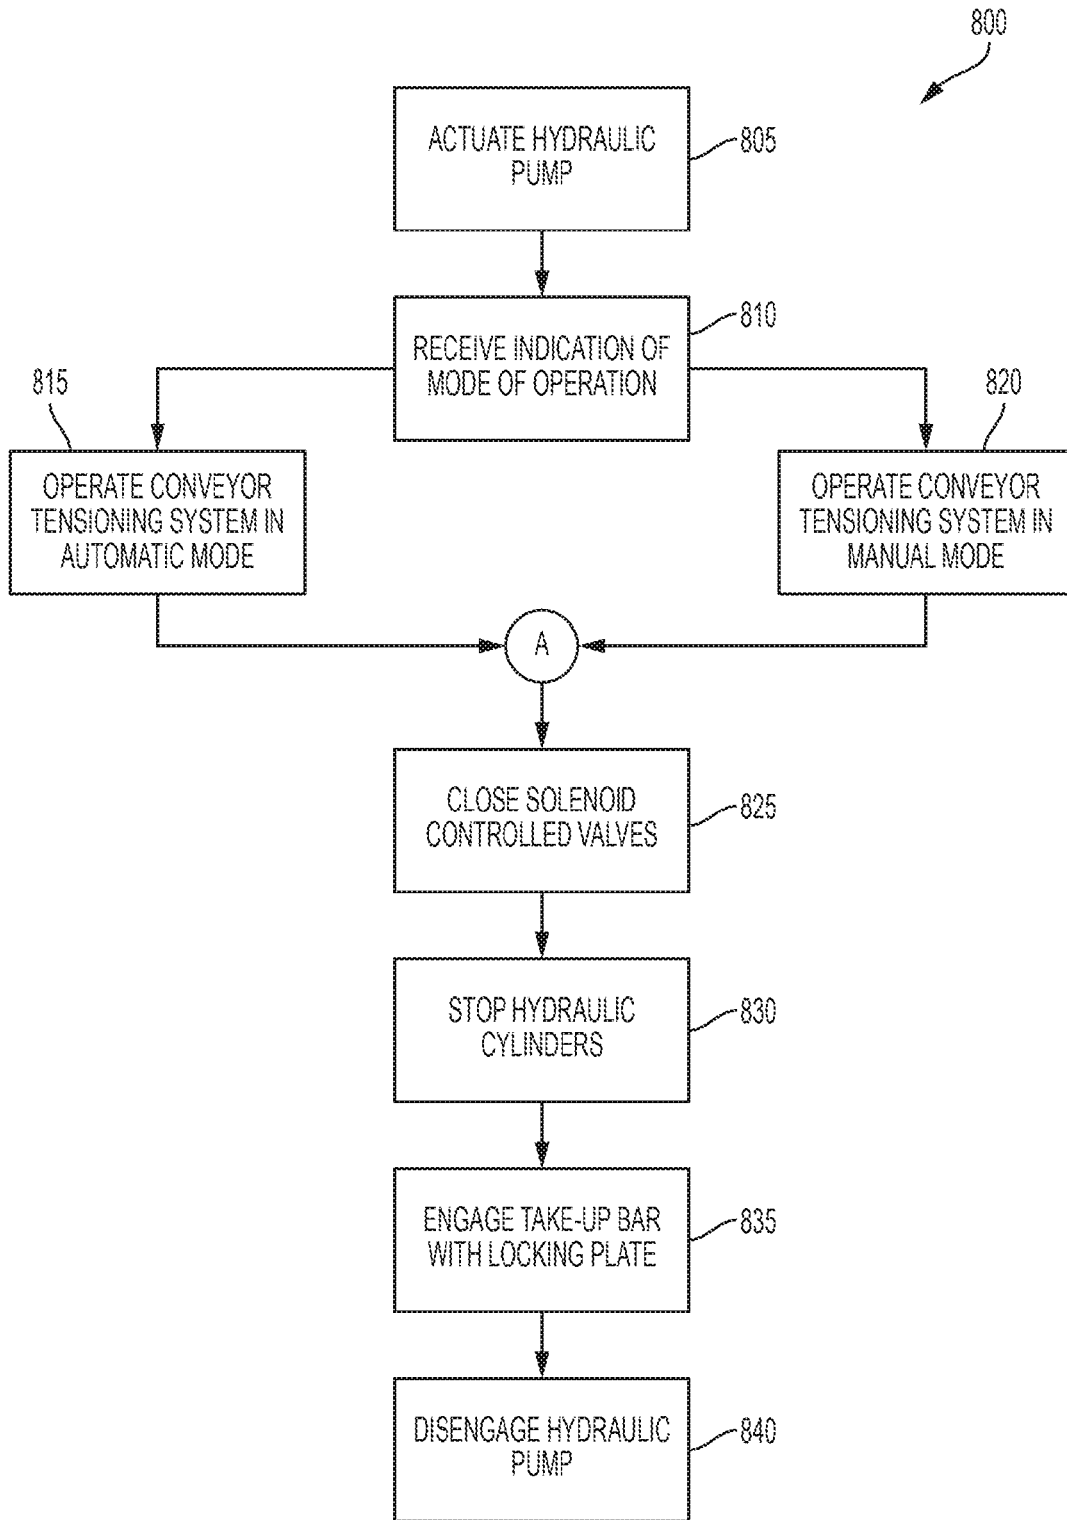 800
ACTUATE HYDRAULIC
PUMP
805
RECEIVE INDICATION OF
MODE OF OPERATION
810
815
OPERATE CONVEYOR
TENSIONING SYSTEM IN
AUTOMATIC MODE
820
OPERATE CONVEYOR
TENSIONING SYSTEM IN
MANUAL MODE
A
CLOSE SOLENOID
CONTROLLED VALVES
825
STOP HYDRAULIC
CYLINDERS
830
ENGAGE TAKE-UP BAR
WITH LOCKING PLATE
835
DISENGAGE HYDRAULIC
PUMP
840